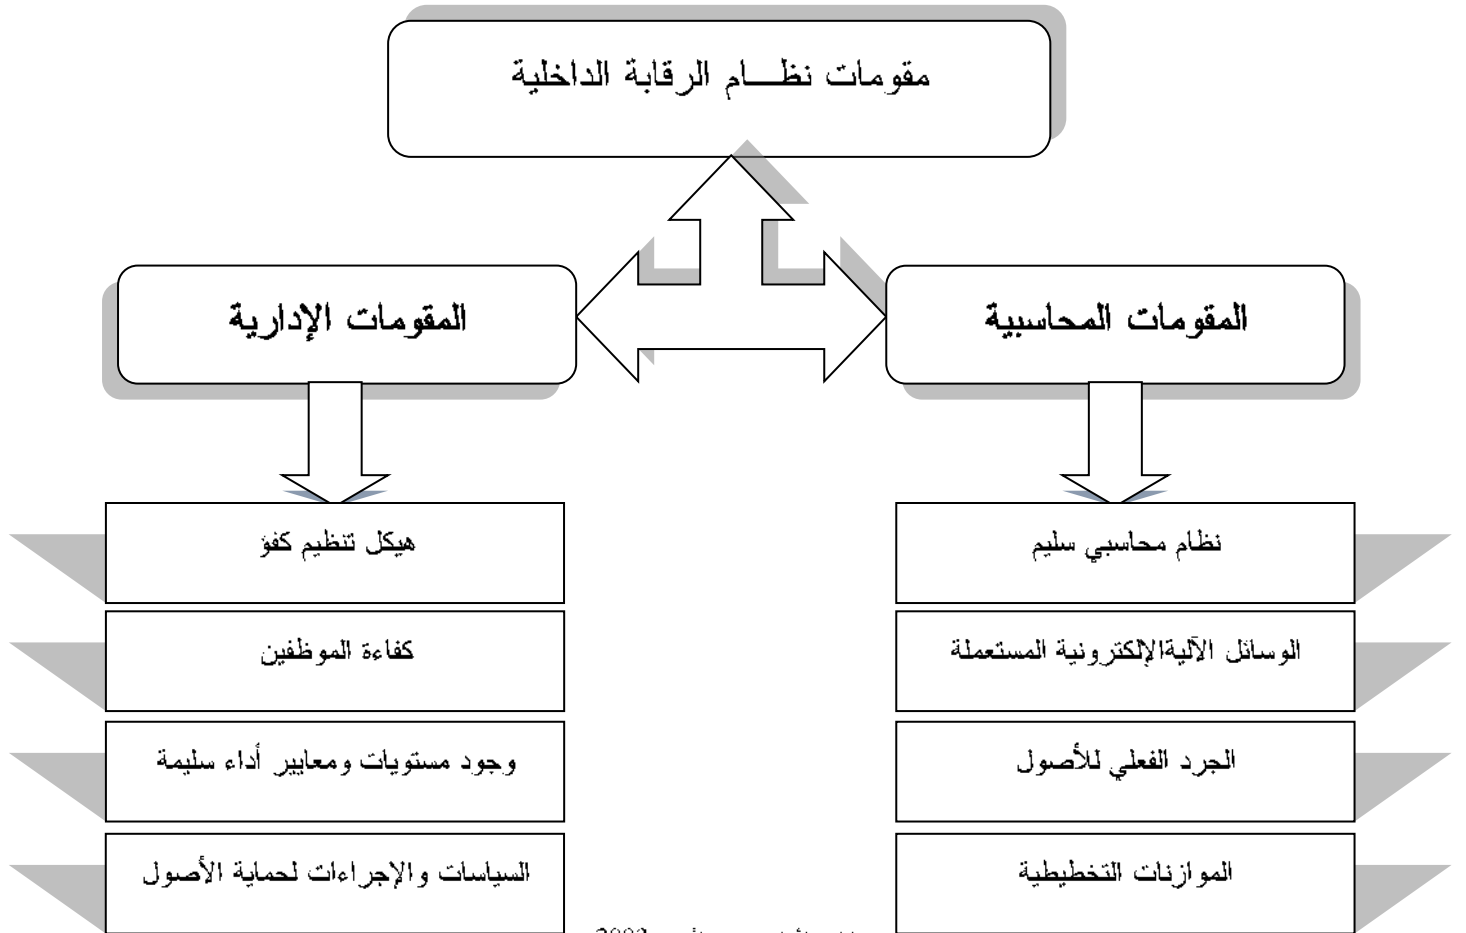 مقومات نظـــام الرقابة الداخلية
المقومات المحاسبية
المقومات الإدارية
نظام محاسبي سليم
الوسائل الآليةالإلكترونية المستعملة
الجرد الفعلي للأصول
الموازنات التخطيطية
هيكل تنظيم كفؤ
كفاءة الموظفين
وجود مستويات ومعايير أداء سليمة
السياسات والإجراءات لحماية الأصول